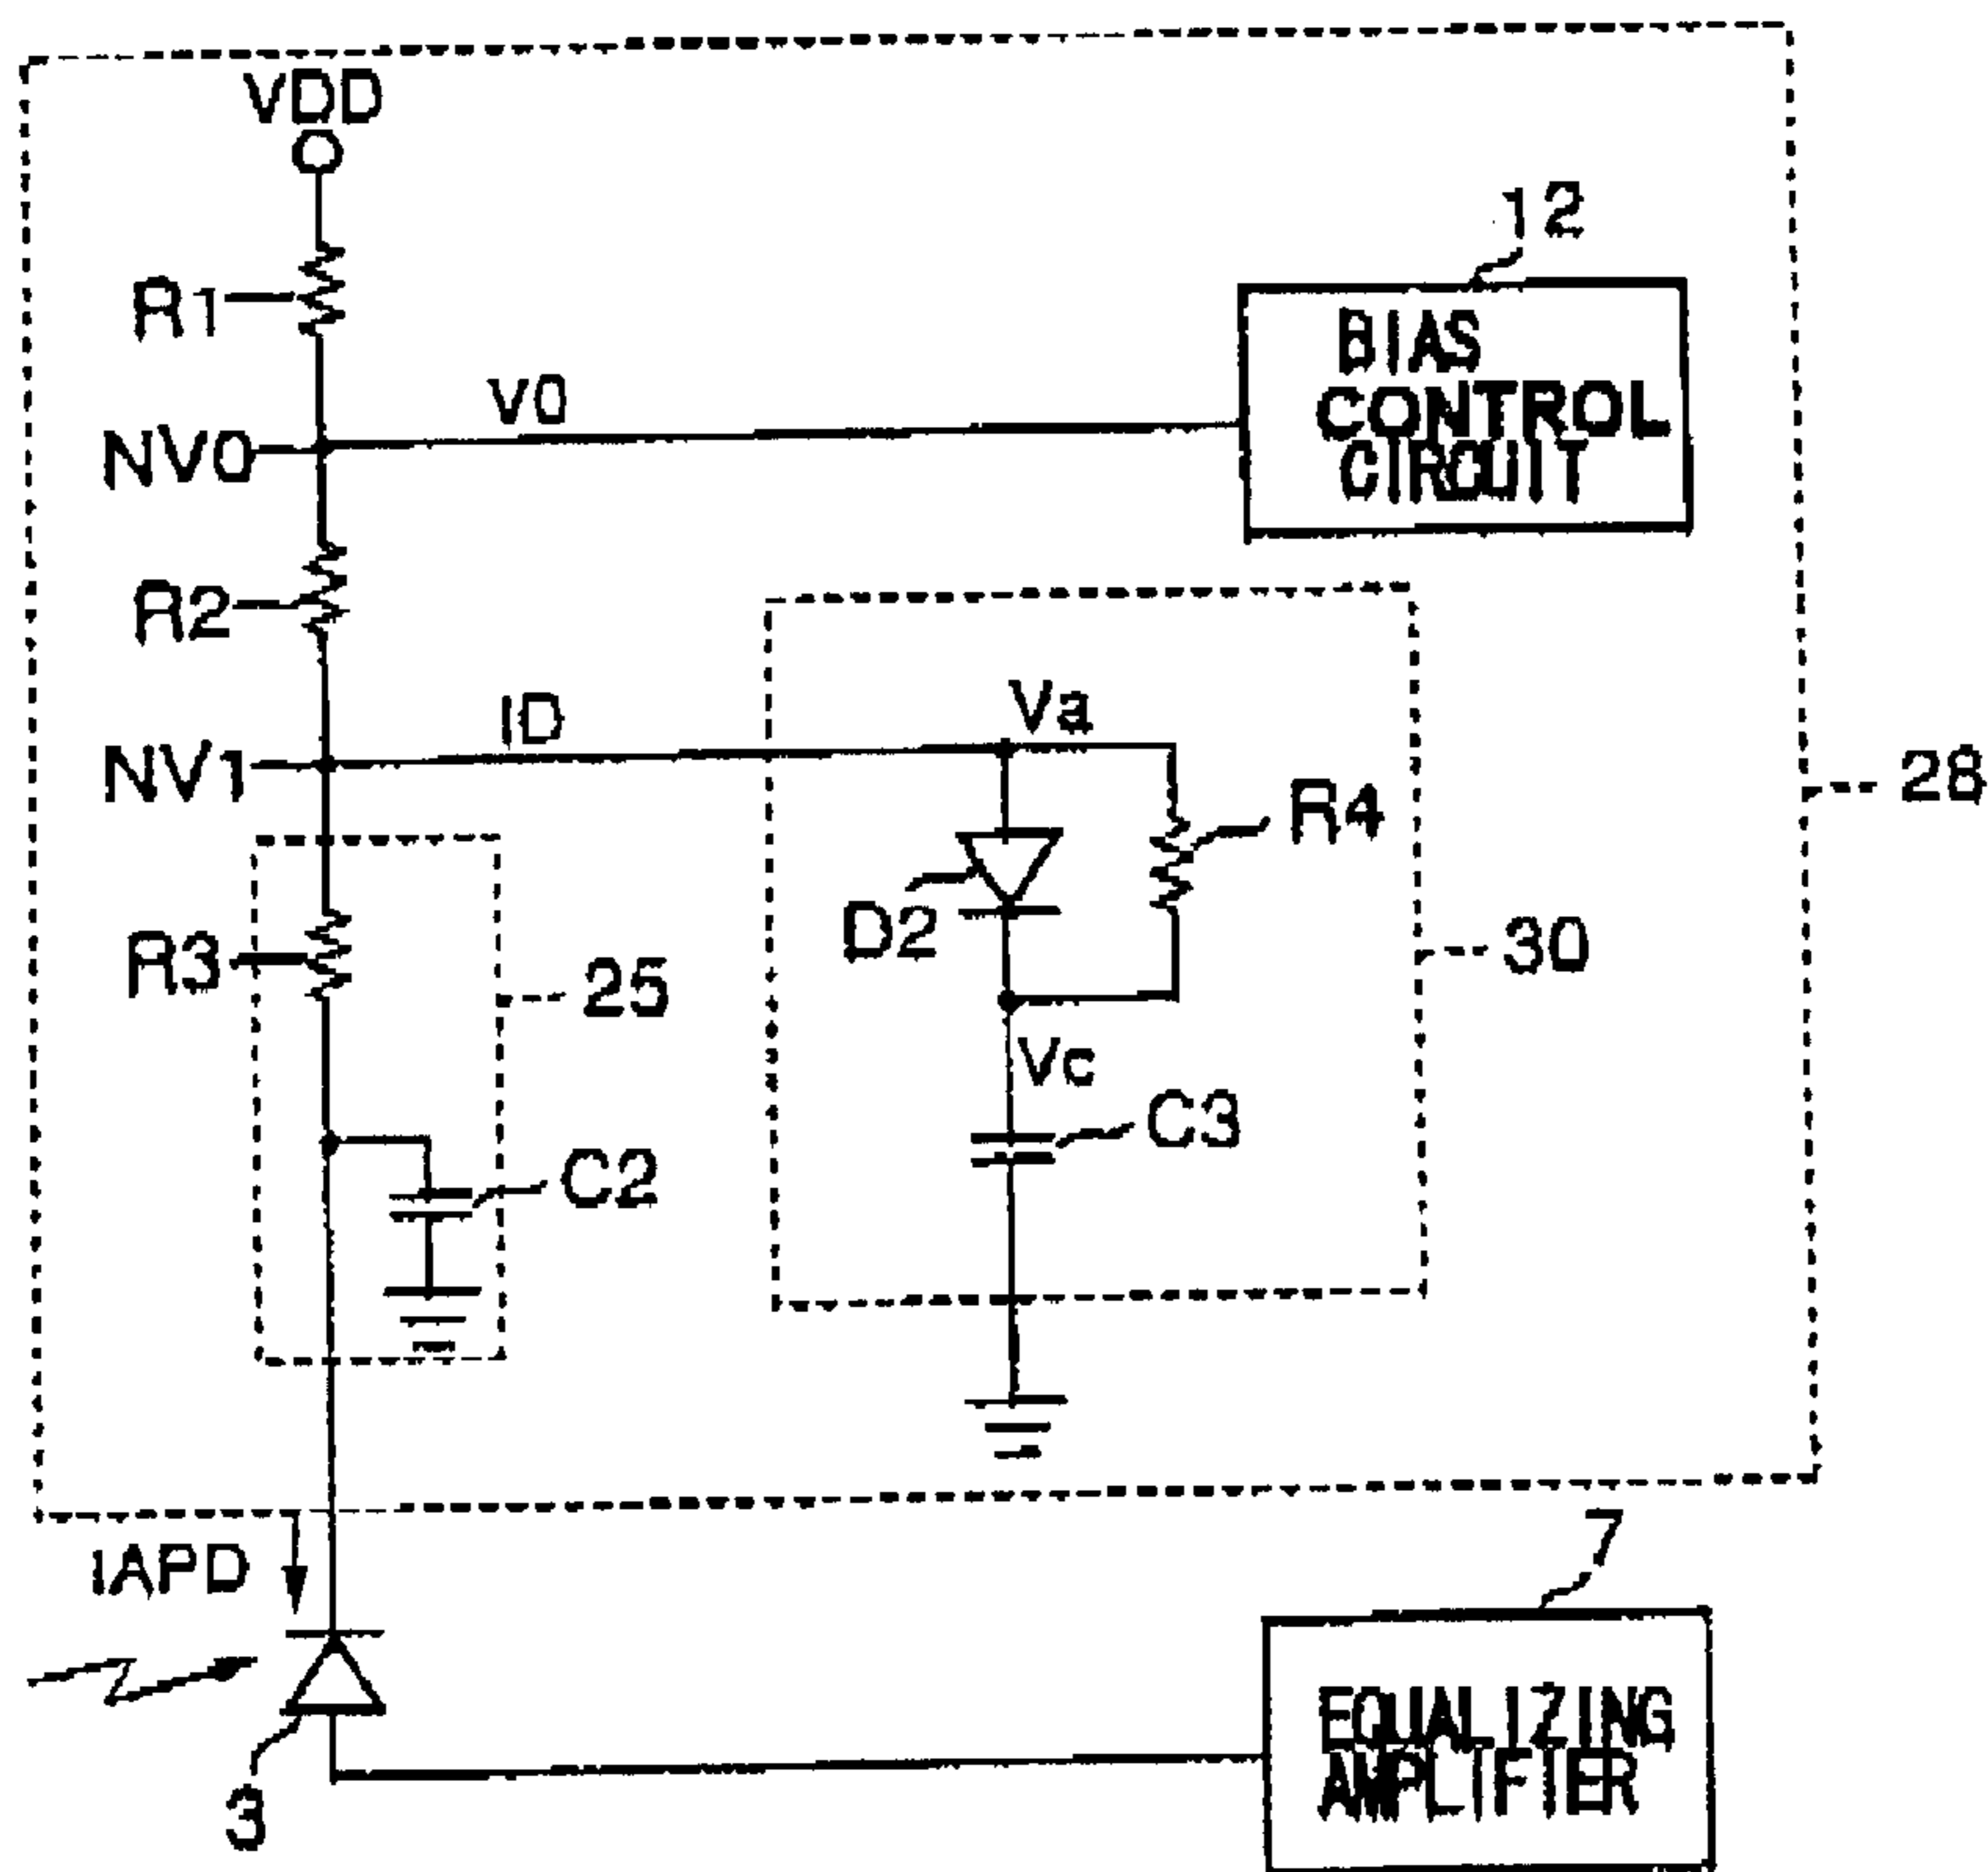 VDD
12
R1
BIAS
CONTROL
CIRCUIT
V0
NV0
R2
ID
Va
NV1
28
R4
R3
25
D2
30
Vc
C3
C2
IAPD
7
3
EQUALIZING
AMPLIFIER